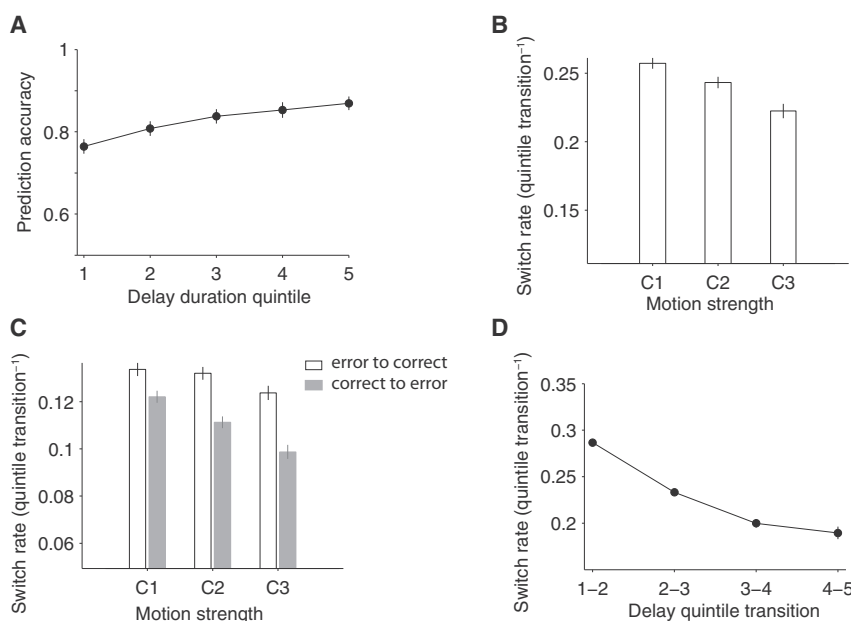 A
Prediction accuracy
1
0.8
0.6
1 2 3 4 5
Delay duration quintile
B
Switch rate (quintile transition⁻¹)
0.25
0.2
0.15
C1 C2 C3
Motion strength
C
Switch rate (quintile transition⁻¹)
0.12
0.1
0.08
0.06
error to correct
correct to error
C1 C2 C3
Motion strength
D
Switch rate (quintile transition⁻¹)
0.35
0.3
0.25
0.2
1–2 2–3 3–4 4–5
Delay quintile transition